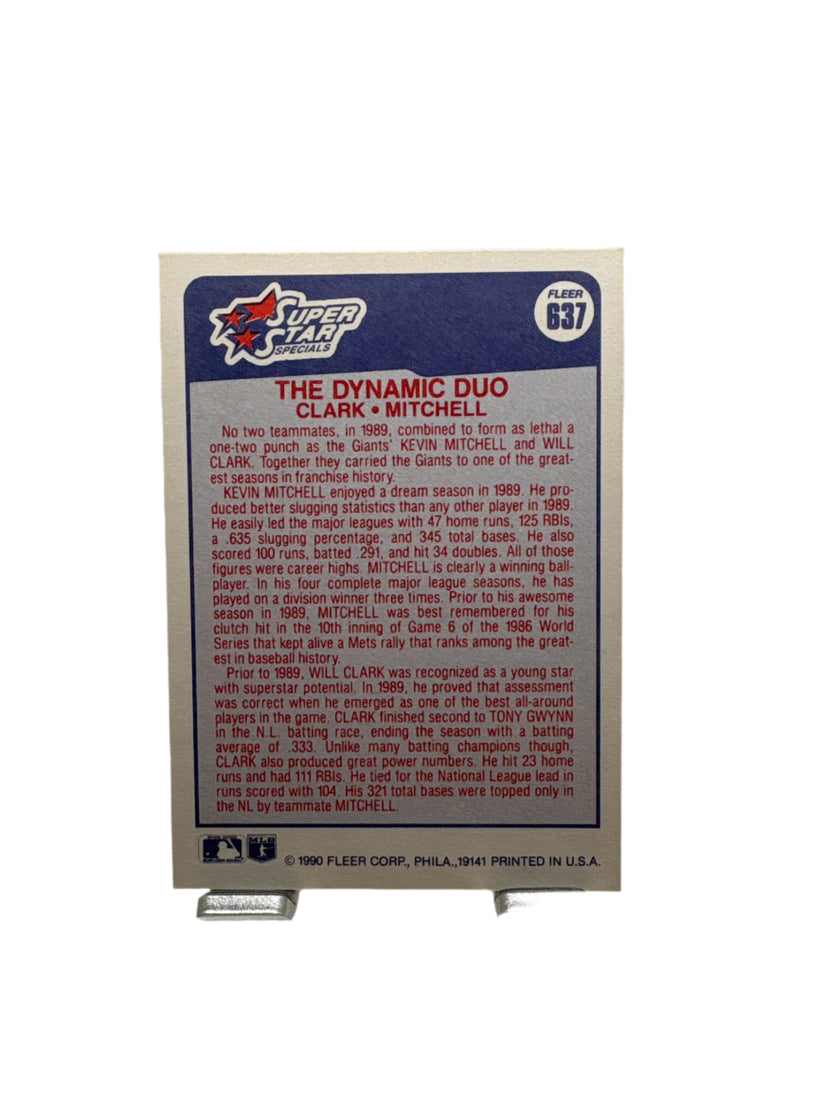 SUPER
STAR
SPECIALS
FLEER
637
THE DYNAMIC DUO
CLARK • MITCHELL
No two teammates, in 1989, combined to form as lethal a
one-two punch as the Giants' KEVIN MITCHELL and WILL
CLARK. Together they carried the Giants to one of the great-
est seasons in franchise history.
KEVIN MITCHELL enjoyed a dream season in 1989. He pro-
duced better slugging statistics than any other player in 1989.
He easily led the major leagues with 47 home runs, 125 RBIs,
a .635 slugging percentage, and 345 total bases. He also
scored 100 runs, batted .291, and hit 34 doubles. All of those
figures were career highs. MITCHELL is clearly a winning ball-
player. In his four complete major league seasons, he has
played on a division winner three times. Prior to his awesome
season in 1989, MITCHELL was best remembered for his
clutch hit in the 10th inning of Game 6 of the 1986 World
Series that kept alive a Mets rally that ranks among the great-
est in baseball history.
Prior to 1989, WILL CLARK was recognized as a young star
with superstar potential. In 1989, he proved that assessment
was correct when he emerged as one of the best all-around
players in the game. CLARK finished second to TONY GWYNN
in the N.L. batting race, ending the season with a batting
average of .333. Unlike many batting champions though,
CLARK also produced great power numbers. He hit 23 home
runs and had 111 RBIs. He tied for the National League lead in
runs scored with 104. His 321 total bases were topped only in
the NL by teammate MITCHELL.
MLB
© 1990 FLEER CORP., PHILA.,19141 PRINTED IN U.S.A.